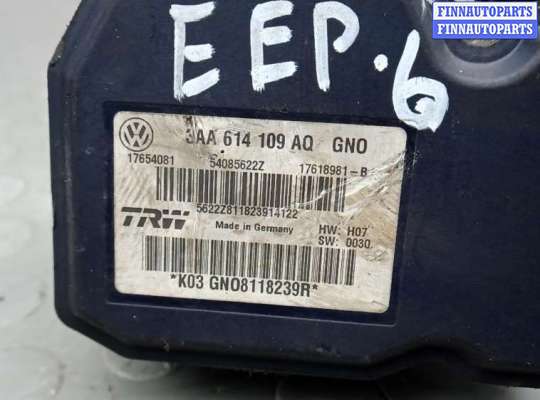 FINNAUTOPARTS
FINNAUTOPARTS
FINNAUTOPARTS
EEP.6
3AA 614 109 AQ GNO
17654081 54085622Z 17618981-B
5622Z811823914122
TRW
Made in Germany
HW: H07
SW: 0030
*K03 GNO8118239R*